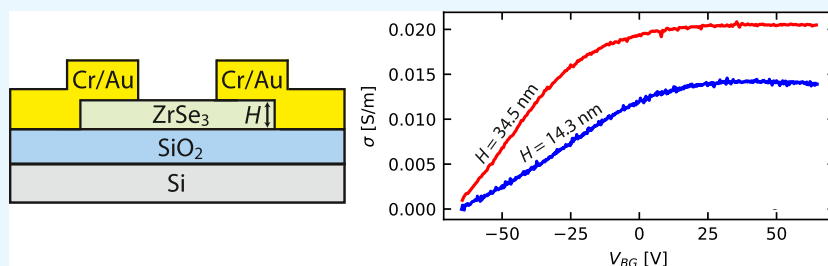 Cr/Au Cr/Au
ZrSe₃ H
SiO₂
Si
σ [S/m]
0.020
0.015
0.010
0.005
0.000
H = 34.5 nm
H = 14.3 nm
−50 −25 0 25 50
V_BG [V]